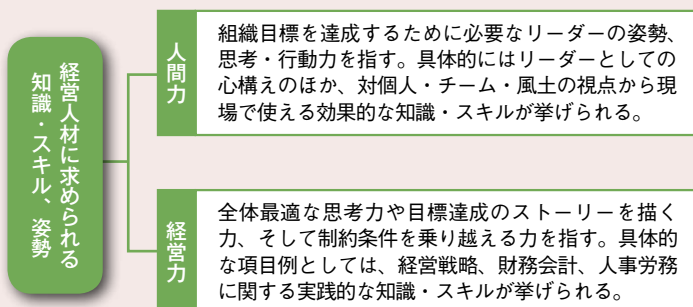 経営人材に求められる
知識・スキル、姿勢
人間力
組織目標を達成するために必要なリーダーの姿勢、
思考・行動力を指す。具体的にはリーダーとしての
心構えのほか、対個人・チーム・風土の視点から現
場で使える効果的な知識・スキルが挙げられる。
経営力
全体最適な思考力や目標達成のストーリーを描く
力、そして制約条件を乗り越える力を指す。具体的
な項目例としては、経営戦略、財務会計、人事労務
に関する実践的な知識・スキルが挙げられる。